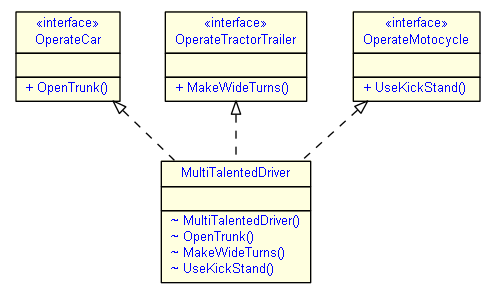 «interface»
OperateCar
+ OpenTrunk()
«interface»
OperateTractorTrailer
+ MakeWideTurns()
«interface»
OperateMotocycle
+ UseKickStand()
MultiTalentedDriver
~ MultiTalentedDriver()
~ OpenTrunk()
~ MakeWideTurns()
~ UseKickStand()